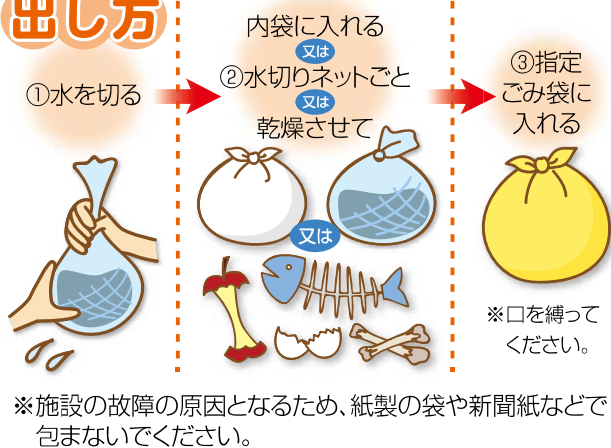 出し方
①水を切る
内袋に入れる
又は
②水切りネットごと
又は
乾燥させて
又は
③指定
ごみ袋に
入れる
※口を縛って
ください。
※施設の故障の原因となるため、紙製の袋や新聞紙などで
包まないでください。